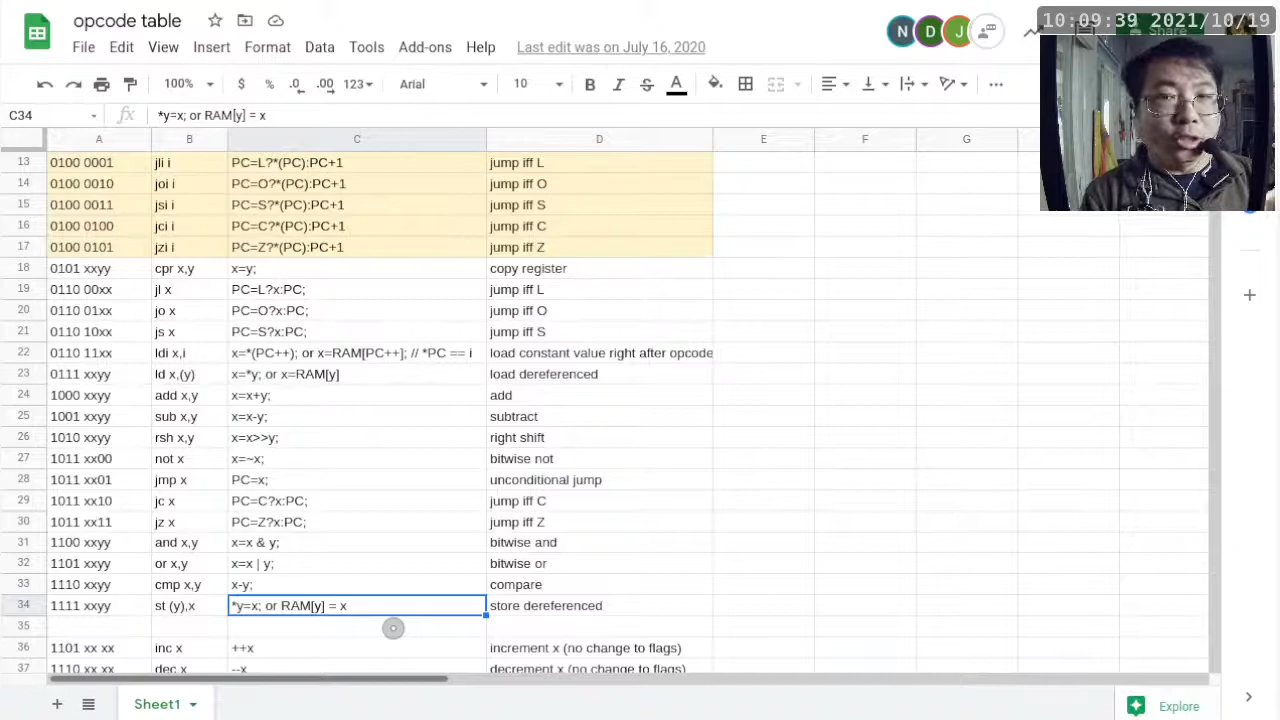 opcode table
10:09:39 2021/10/19
File Edit View Insert Format Data Tools Add-ons Help Last edit was on July 16, 2020
N D J
Share
100% $ % .0 .00 123 Arial 10 B I S A
C34 fx *y=x; or RAM[y] = x
A B C D E F G
13 0100 0001 jli i PC=L?*(PC):PC+1 jump iff L
14 0100 0010 joi i PC=O?*(PC):PC+1 jump iff O
15 0100 0011 jsi i PC=S?*(PC):PC+1 jump iff S
16 0100 0100 jci i PC=C?*(PC):PC+1 jump iff C
17 0100 0101 jzi i PC=Z?*(PC):PC+1 jump iff Z
18 0101 xxyy cpr x,y x=y; copy register
19 0110 00xx jl x PC=L?x:PC; jump iff L
20 0110 01xx jo x PC=O?x:PC; jump iff O
21 0110 10xx js x PC=S?x:PC; jump iff S
22 0110 11xx ldi x,i x=*(PC++); or x=RAM[PC++]; // *PC == i load constant value right after opcode
23 0111 xxyy ld x,(y) x=*y; or x=RAM[y] load dereferenced
24 1000 xxyy add x,y x=x+y; add
25 1001 xxyy sub x,y x=x-y; subtract
26 1010 xxyy rsh x,y x=x>>y; right shift
27 1011 xx00 not x x=~x; bitwise not
28 1011 xx01 jmp x PC=x; unconditional jump
29 1011 xx10 jc x PC=C?x:PC; jump iff C
30 1011 xx11 jz x PC=Z?x:PC; jump iff Z
31 1100 xxyy and x,y x=x & y; bitwise and
32 1101 xxyy or x,y x=x | y; bitwise or
33 1110 xxyy cmp x,y x-y; compare
34 1111 xxyy st (y),x *y=x; or RAM[y] = x store dereferenced
35
36 1101 xx xx inc x ++x increment x (no change to flags)
37 1110 xx xx dec x --x decrement x (no change to flags)
Sheet1 Explore